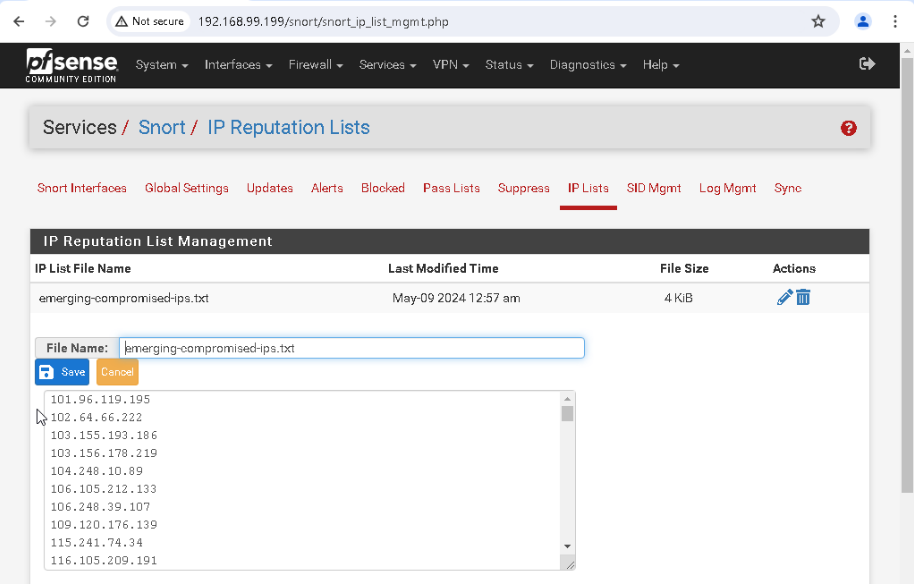 Not secure 192.168.99.199/snort/snort_ip_list_mgmt.php
pfsense COMMUNITY EDITION System Interfaces Firewall Services VPN Status Diagnostics Help
Services / Snort / IP Reputation Lists
Snort Interfaces Global Settings Updates Alerts Blocked Pass Lists Suppress IP Lists SID Mgmt Log Mgmt Sync
IP Reputation List Management
IP List File Name Last Modified Time File Size Actions
emerging-compromised-ips.txt May-09 2024 12:57 am 4 KiB
File Name: emerging-compromised-ips.txt
Save Cancel
101.96.119.195
102.64.66.222
103.155.193.186
103.156.178.219
104.248.10.89
106.105.212.133
106.248.39.107
109.120.176.139
115.241.74.34
116.105.209.191